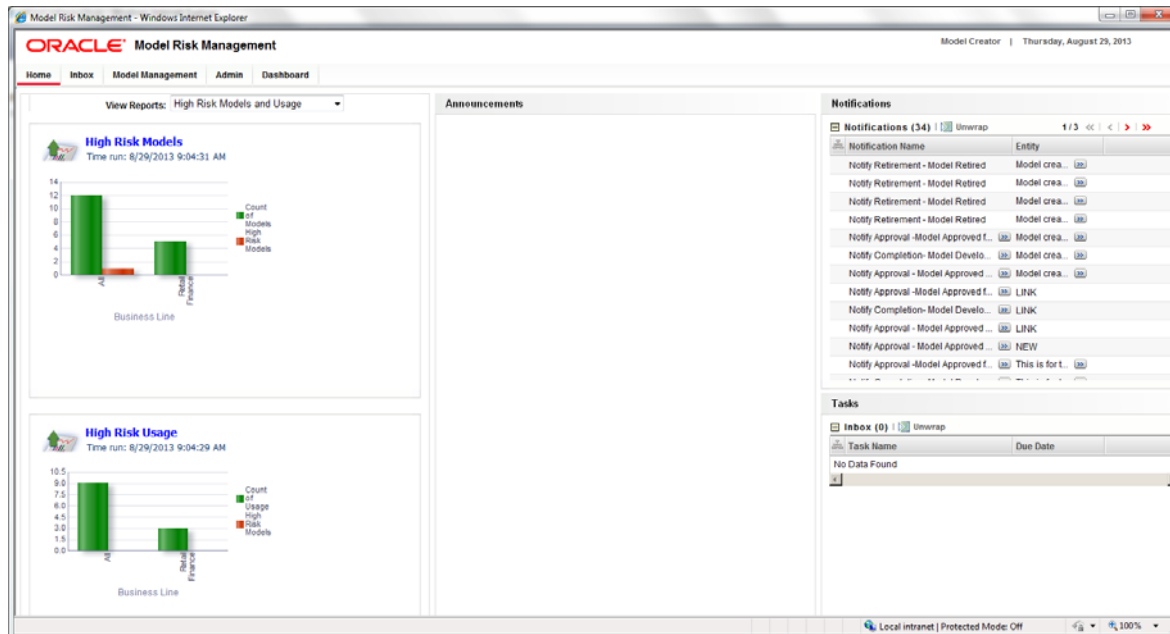 Model Risk Management - Windows Internet Explorer
ORACLE Model Risk Management
Model Creator | Thursday, August 29, 2013
Home Inbox Model Management Admin Dashboard
View Reports: High Risk Models and Usage
High Risk Models
Time run: 8/29/2013 9:04:31 AM
14
12
10
8
6
4
2
0
All
Retail
Finance
Business Line
Count
of
Models
High
Risk
Models
High Risk Usage
Time run: 8/29/2013 9:04:29 AM
10.5
9.0
7.5
6.0
4.5
3.0
1.5
0.0
All
Retail
Finance
Business Line
Count
of
Usage
High
Risk
Models
Announcements
Notifications
Notifications (34) | Unwrap 1/3
Notification Name Entity
Notify Retirement - Model Retired Model crea...
Notify Retirement - Model Retired Model crea...
Notify Retirement - Model Retired Model crea...
Notify Retirement - Model Retired Model crea...
Notify Approval -Model Approved f... Model crea...
Notify Completion- Model Develo... Model crea...
Notify Approval - Model Approved ... Model crea...
Notify Approval -Model Approved f... LINK
Notify Completion- Model Develo... LINK
Notify Approval - Model Approved ... LINK
Notify Approval - Model Approved ... NEW
Notify Approval -Model Approved f... This is for t...
Tasks
Inbox (0) | Unwrap
Task Name Due Date
No Data Found
Local intranet | Protected Mode: Off 100%